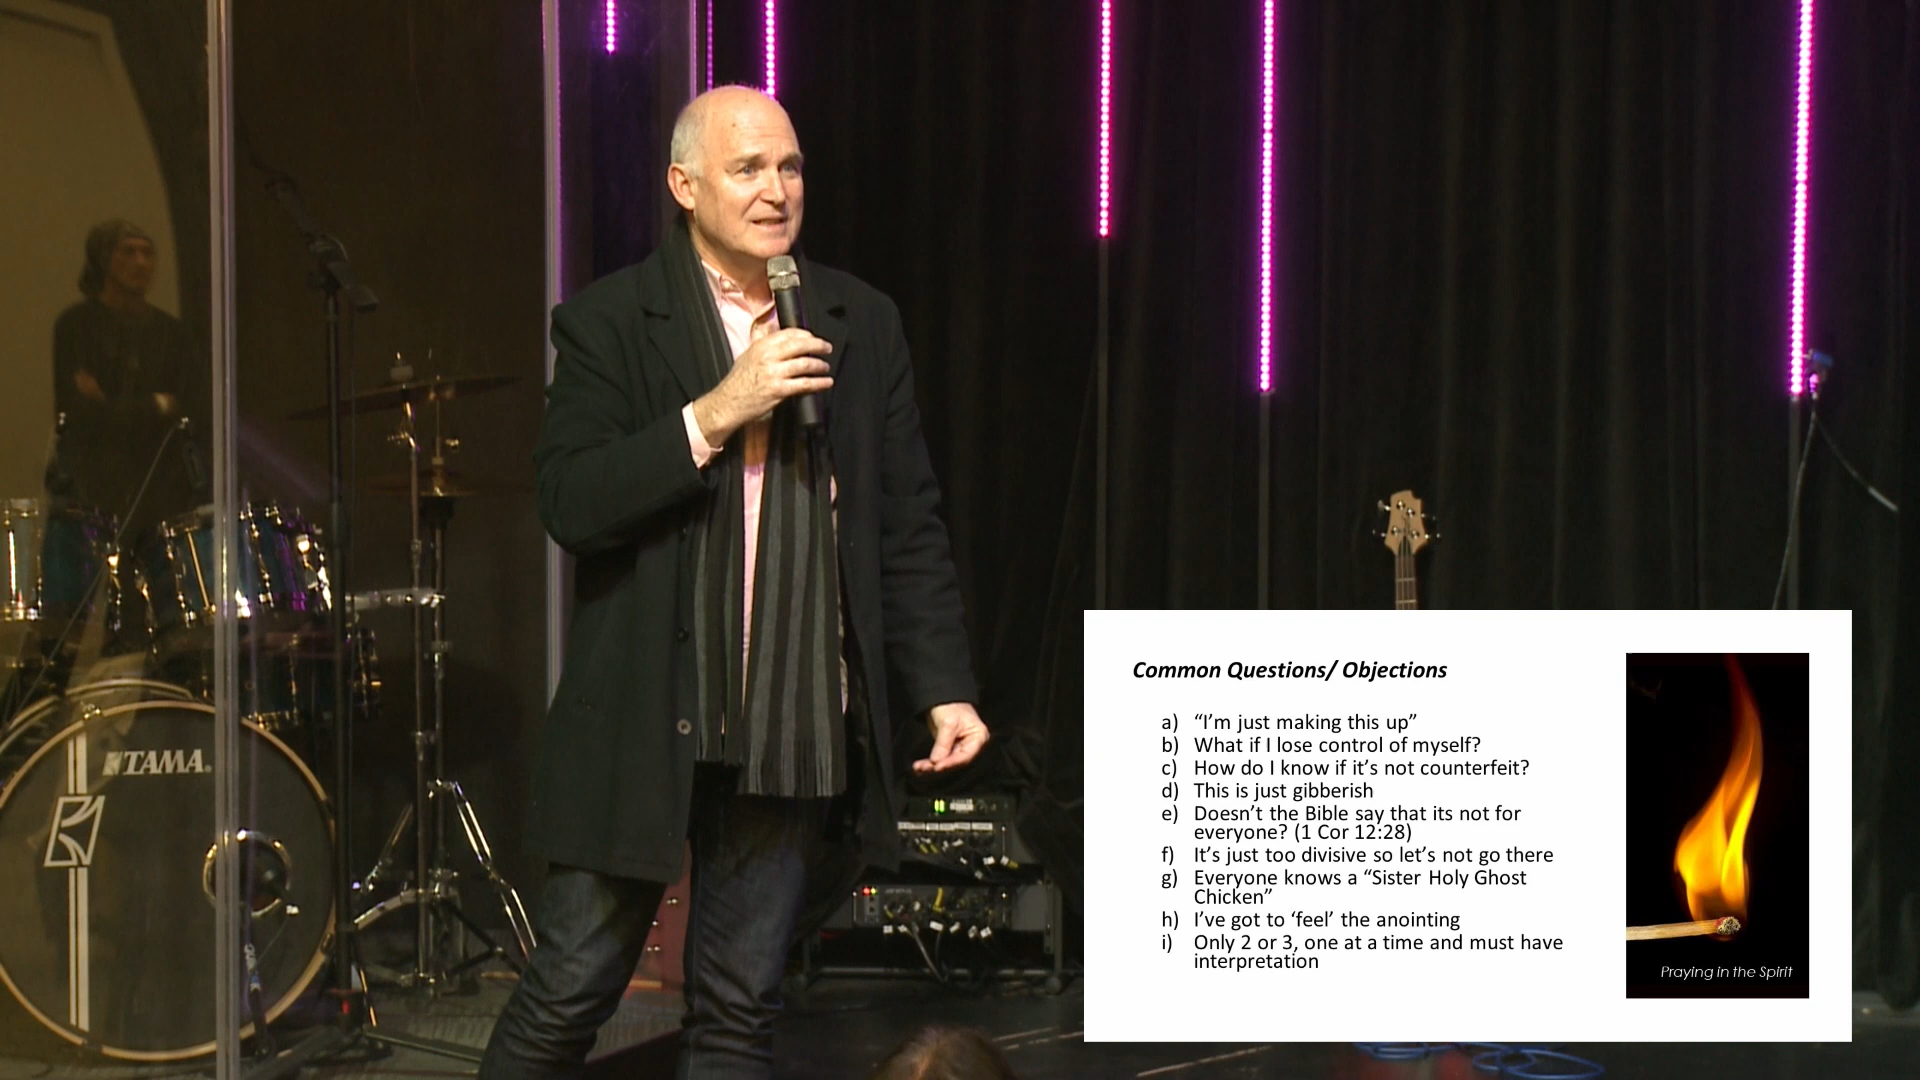 TAMA
Common Questions/ Objections
a) “I’m just making this up”
b) What if I lose control of myself?
c) How do I know if it’s not counterfeit?
d) This is just gibberish
e) Doesn’t the Bible say that its not for
everyone? (1 Cor 12:28)
f) It’s just too divisive so let’s not go there
g) Everyone knows a “Sister Holy Ghost
Chicken”
h) I’ve got to ‘feel’ the anointing
i) Only 2 or 3, one at a time and must have
interpretation
Praying in the Spirit